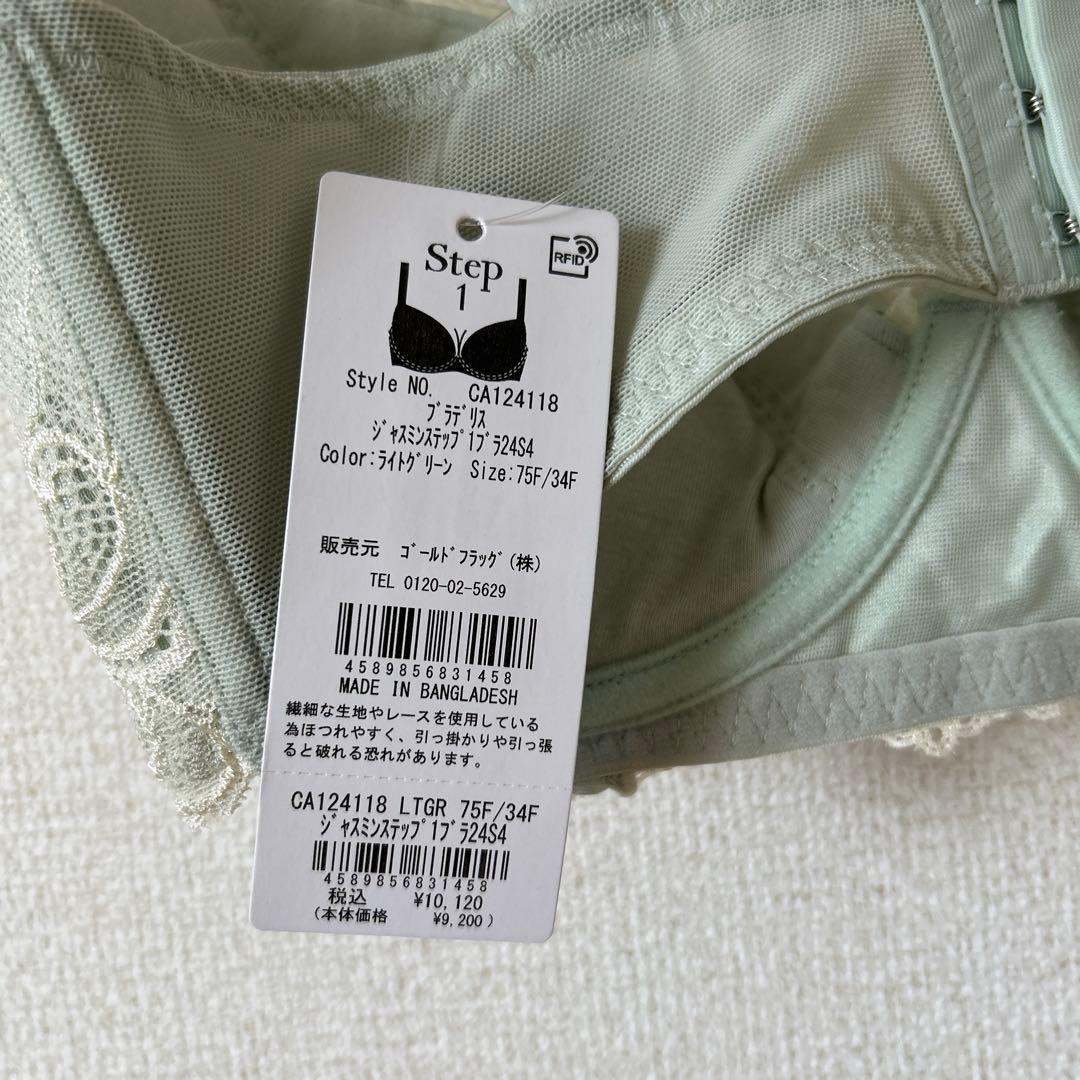 Step
1
RFID
Style NO. CA124118
ﾌﾞﾗﾃﾞﾘｽ
ｼﾞｬｽﾐﾝｽﾃｯﾌﾟ1ﾌﾞﾗ24S4
Color:ﾗｲﾄｸﾞﾘｰﾝ Size:75F/34F
販売元 ｺﾞｰﾙﾄﾞﾌﾗｯｸﾞ(株)
TEL 0120-02-5629
4589856831458
MADE IN BANGLADESH
繊細な生地やレースを使用している
為ほつれやすく、引っ掛かりや引っ張
ると破れる恐れがあります。
CA124118 LTGR 75F/34F
ｼﾞｬｽﾐﾝｽﾃｯﾌﾟ1ﾌﾞﾗ24S4
4589856831458
税込 ¥10,120
(本体価格 ¥9,200)